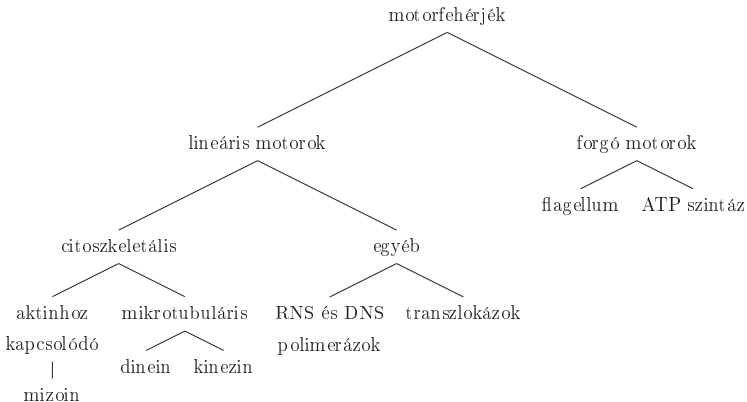 motorfehérjék
lineáris motorok
forgó motorok
flagellum
ATP szintáz
citoszkeletális
egyéb
aktinhoz
kapcsolódó
mikrotubuláris
RNS és DNS
polimerázok
transzlokázok
dinein
kinezin
mizoin